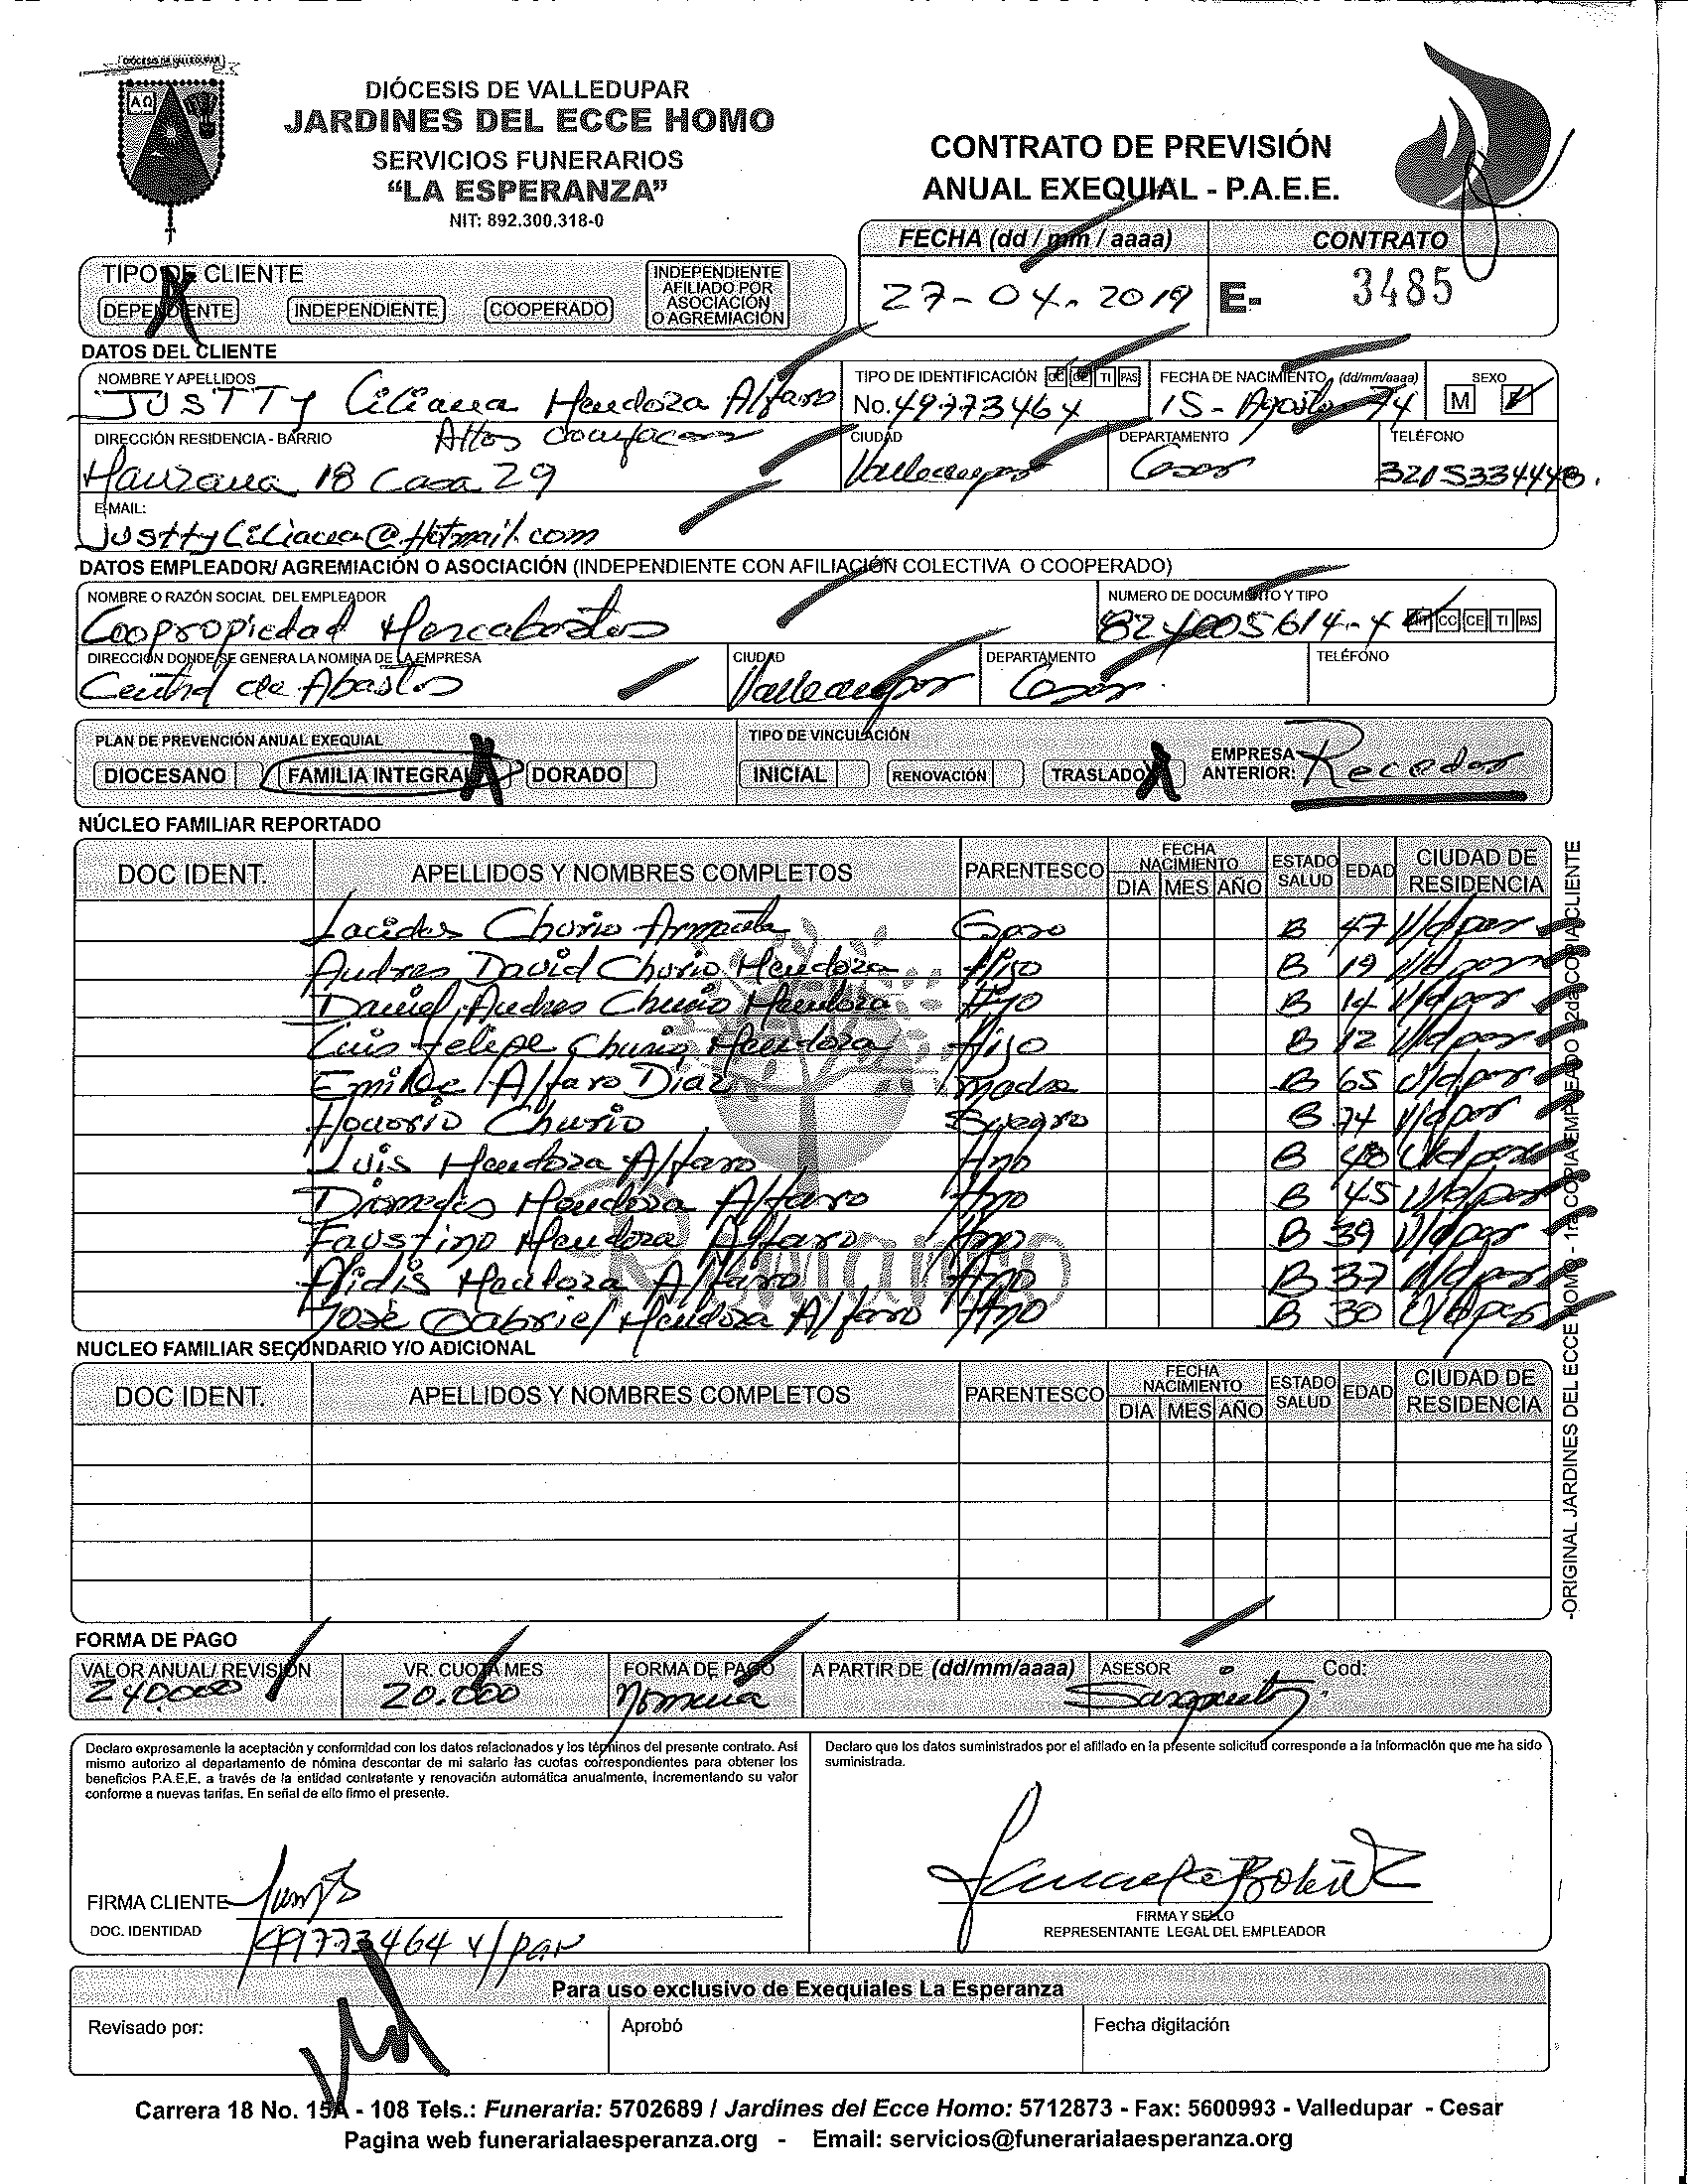 DIÓCESIS DE VALLEDUPAR
ΑΩ
DIÓCESIS DE VALLEDUPAR
JARDINES DEL ECCE HOMO
SERVICIOS FUNERARIOS
“LA ESPERANZA”
NIT: 892.300.318-0
CONTRATO DE PREVISIÓN
ANUAL EXEQUIAL - P.A.E.E.
FECHA (dd / mm / aaaa) CONTRATO
27-04-2019 E- 3485
TIPO DE CLIENTE
DEPENDIENTE INDEPENDIENTE COOPERADO INDEPENDIENTE AFILIADO POR ASOCIACIÓN O AGREMIACIÓN
DATOS DEL CLIENTE
NOMBRE Y APELLIDOS TIPO DE IDENTIFICACIÓN CC CE TI PAS FECHA DE NACIMIENTO (dd/mm/aaaa) SEXO
JUSTTY Liliana Mendoza Alfaro No. 49773464 15-Agosto 74 M F
DIRECCIÓN RESIDENCIA - BARRIO Altos CIUDAD DEPARTAMENTO TELÉFONO
Manzana 18 Casa 29 Valledupar Cesar 3205334448.
E-MAIL:
JusttyLiliana@Hotmail.com
DATOS EMPLEADOR/ AGREMIACIÓN O ASOCIACIÓN (INDEPENDIENTE CON AFILIACIÓN COLECTIVA O COOPERADO)
NOMBRE O RAZÓN SOCIAL DEL EMPLEADOR NUMERO DE DOCUMENTO Y TIPO
Copropiedad Mercabastos 824005614-4 NIT CC CE TI PAS
DIRECCIÓN DONDE SE GENERA LA NOMINA DE LA EMPRESA CIUDAD DEPARTAMENTO TELÉFONO
Central de Abastos Valledupar Cesar.
PLAN DE PREVENCIÓN ANUAL EXEQUIAL TIPO DE VINCULACIÓN
DIOCESANO FAMILIA INTEGRAL DORADO INICIAL RENOVACIÓN TRASLADO EMPRESA ANTERIOR: Recordar
NÚCLEO FAMILIAR REPORTADO
DOC IDENT. APELLIDOS Y NOMBRES COMPLETOS PARENTESCO FECHA NACIMIENTO DIA MES AÑO ESTADO SALUD EDAD CIUDAD DE RESIDENCIA
Lacides Churio Armenta Esposo B 47 V/dpar
Andres David Churio Mendoza Hijo B 19 V/dpar
Daniel Andres Churio Mendoza Hijo B 14 V/dpar
Luis Felipe Churio Mendoza Hijo B 12 V/dpar
Alfaro Diaz Madre B 65 V/dpar
Honorio Churio Suegro B 74 V/dpar
Luis Mendoza Alfaro Hno B 48 V/dpar
Diomedes Mendoza Alfaro Hno B 45 V/dpar
Faustino Mendoza Alfaro Hno B 39 V/dpar
Alidis Mendoza Alfaro Hno B 37 V/dpar
Jose Gabriel Mendoza Alfaro Hno B 30 V/dpar
NUCLEO FAMILIAR SECUNDARIO Y/O ADICIONAL
DOC IDENT. APELLIDOS Y NOMBRES COMPLETOS PARENTESCO FECHA NACIMIENTO DIA MES AÑO ESTADO SALUD EDAD CIUDAD DE RESIDENCIA
-ORIGINAL JARDINES DEL ECCE HOMO - 1ra COPIA EMPLEADO 2da COPIA CLIENTE
FORMA DE PAGO
VALOR ANUAL/ REVISIÓN VR. CUOTA MES FORMA DE PAGO A PARTIR DE (dd/mm/aaaa) ASESOR Cod:
240.000 20.000 Nomina
Declaro expresamente la aceptación y conformidad con los datos relacionados y los términos del presente contrato. Así
mismo autorizo al departamento de nómina descontar de mi salario las cuotas correspondientes para obtener los
beneficios P.A.E.E. a través de la entidad contratante y renovación automática anualmente, incrementando su valor
conforme a nuevas tarifas. En señal de ello firmo el presente.
Declaro que los datos suministrados por el afiliado en la presente solicitud corresponde a la información que me ha sido
suministrada.
FIRMA CLIENTE
DOC. IDENTIDAD 49773464 v/par
FIRMA Y SELLO
REPRESENTANTE LEGAL DEL EMPLEADOR
Para uso exclusivo de Exequiales La Esperanza
Revisado por: Aprobó Fecha digitación
Carrera 18 No. 15A - 108 Tels.: Funeraria: 5702689 / Jardines del Ecce Homo: 5712873 - Fax: 5600993 - Valledupar - Cesar
Pagina web funerarialaesperanza.org - Email: servicios@funerarialaesperanza.org